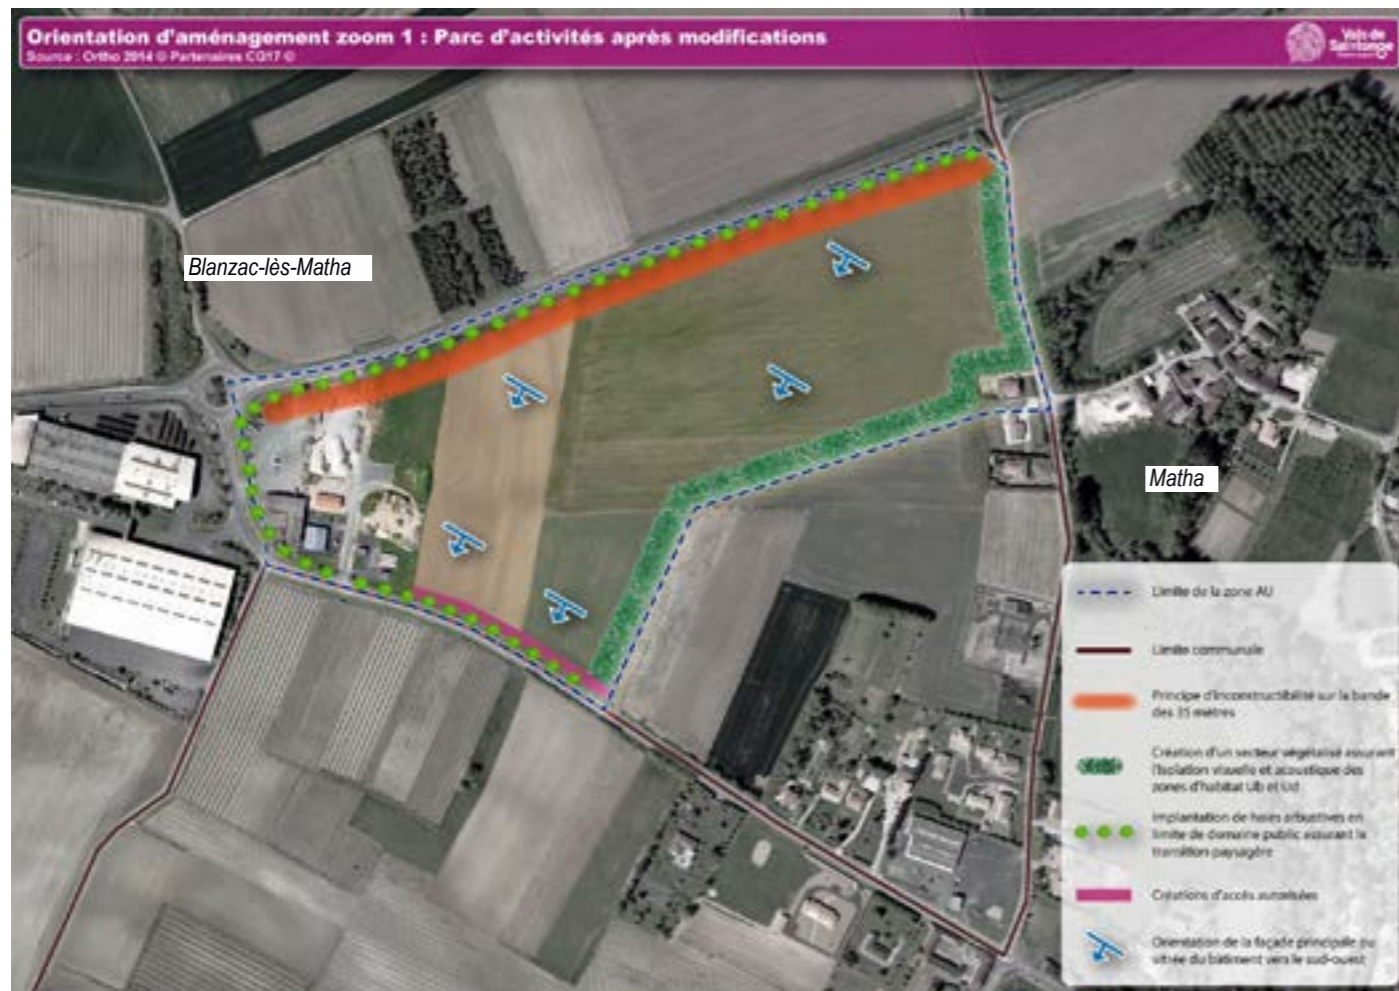 Orientation d'aménagement zoom 1 : Parc d'activités après modifications
Source : Ortho 2014 © Partenaires CG17 ©
Vals de
Saintonge
Blanzac-lès-Matha
Matha
Limite de la zone AU
Limite communale
Principe d'inconstructibilité sur la bande
des 35 mètres
Création d'un secteur végétalisé assurant
l'isolation visuelle et acoustique des
zones d'habitat Ub et Ud
Implantation de haies arbustives en
limite de domaine public assurant la
transition paysagère
Créations d'accès autorisées
Orientation de la façade principale ou
vitrée du bâtiment vers le sud-ouest